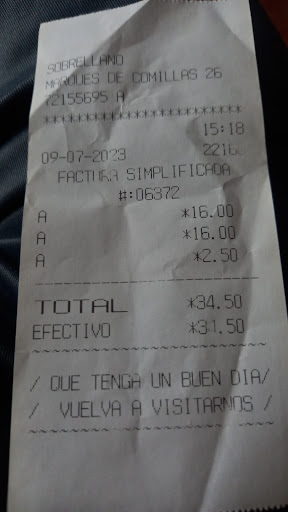 SOBRELLANO
MARQUES DE COMILLAS 26
72155695 A
************************
15:18
09-07-2023 2216
FACTURA SIMPLIFICADA
#:06372
A *16.00
A *16.00
A *2.50
------------------------
TOTAL *34.50
EFECTIVO *34.50
~~~~~~~~~~~~~~~~~~~~~~~~
/ QUE TENGA UN BUEN DIA/
/ VUELVA A VISITARNOS /
~~~~~~~~~~~~~~~~~~~~~~~~